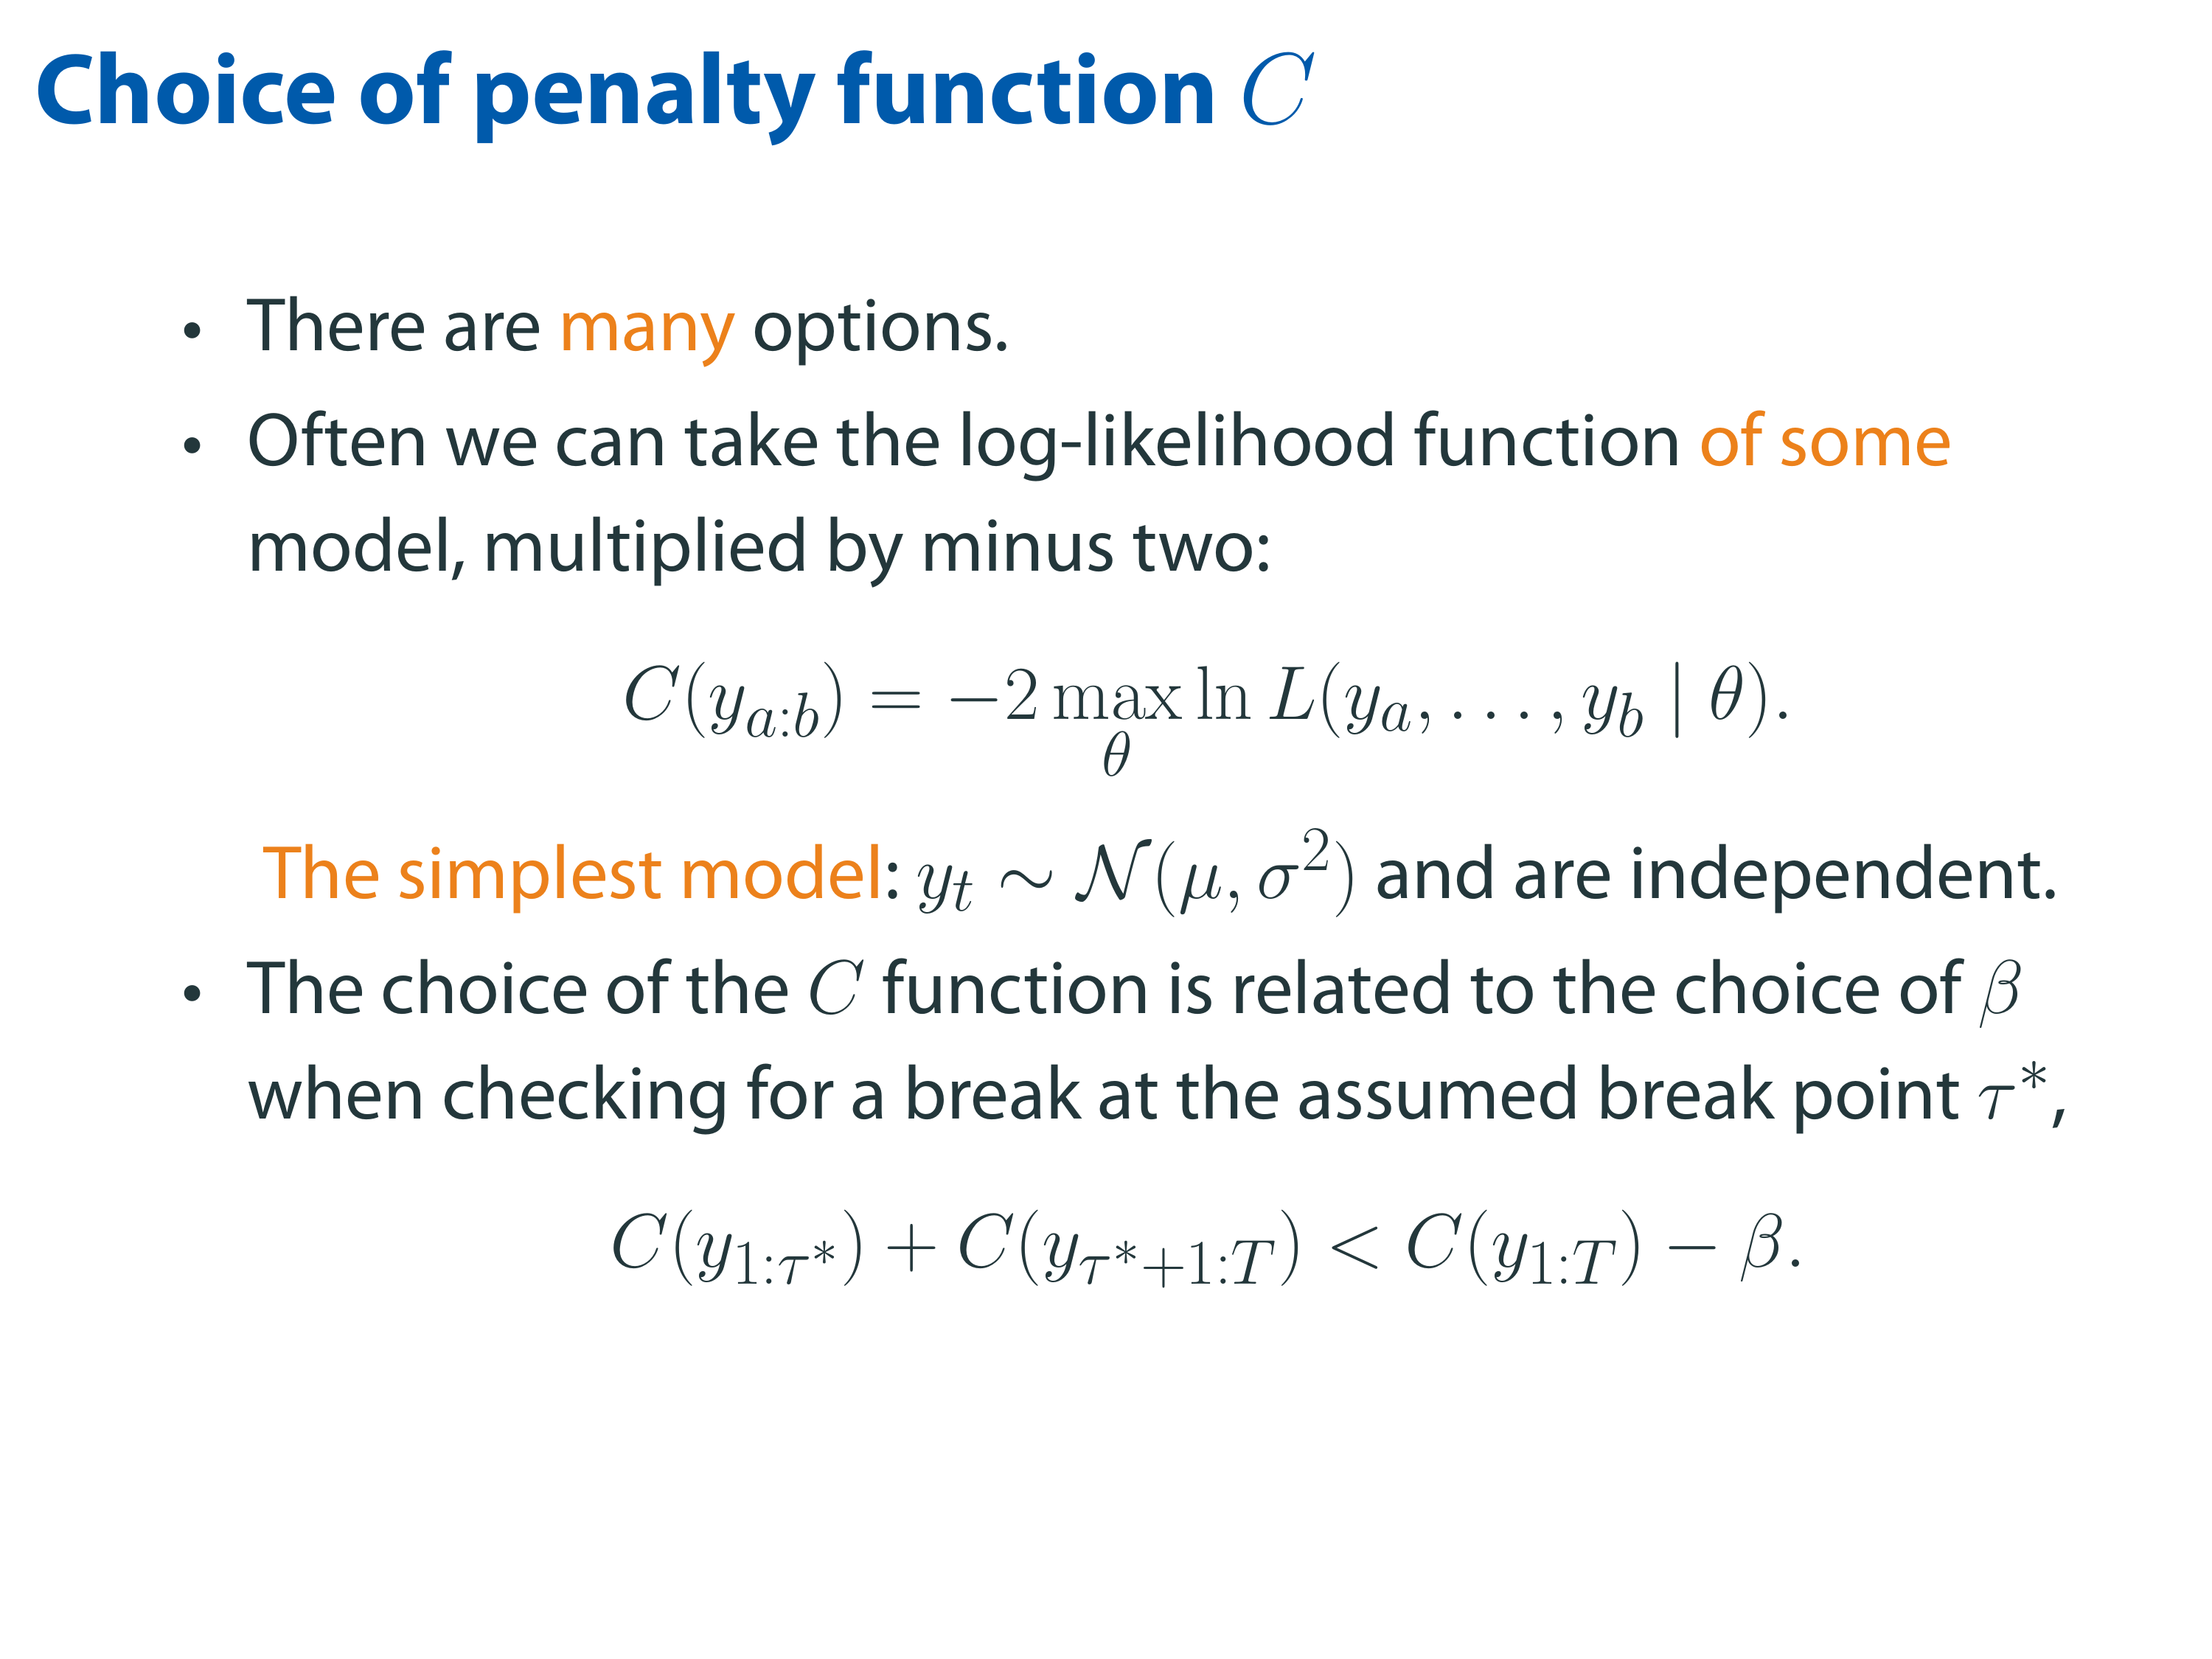 Choice of penalty function C
• There are many options.
• Often we can take the log-likelihood function of some
model, multiplied by minus two:
C(y_{a:b}) = −2 max_θ ln L(y_a, . . . , y_b | θ).
The simplest model: y_t ∼ 𝒩(μ, σ²) and are independent.
• The choice of the C function is related to the choice of β
when checking for a break at the assumed break point τ*,
C(y_{1:τ*}) + C(y_{τ*+1:T}) < C(y_{1:T}) − β.